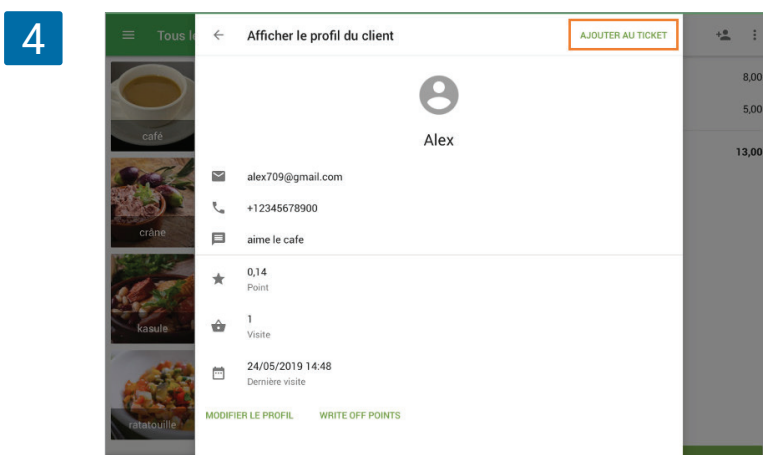 4
Tous le
Afficher le profil du client
AJOUTER AU TICKET
8,00
Alex
5,00
café
13,00
alex709@gmail.com
+12345678900
crâne
aime le cafe
0,14
Point
kasule
1
Visite
24/05/2019 14:48
Dernière visite
MODIFIER LE PROFIL WRITE OFF POINTS
ratatouille